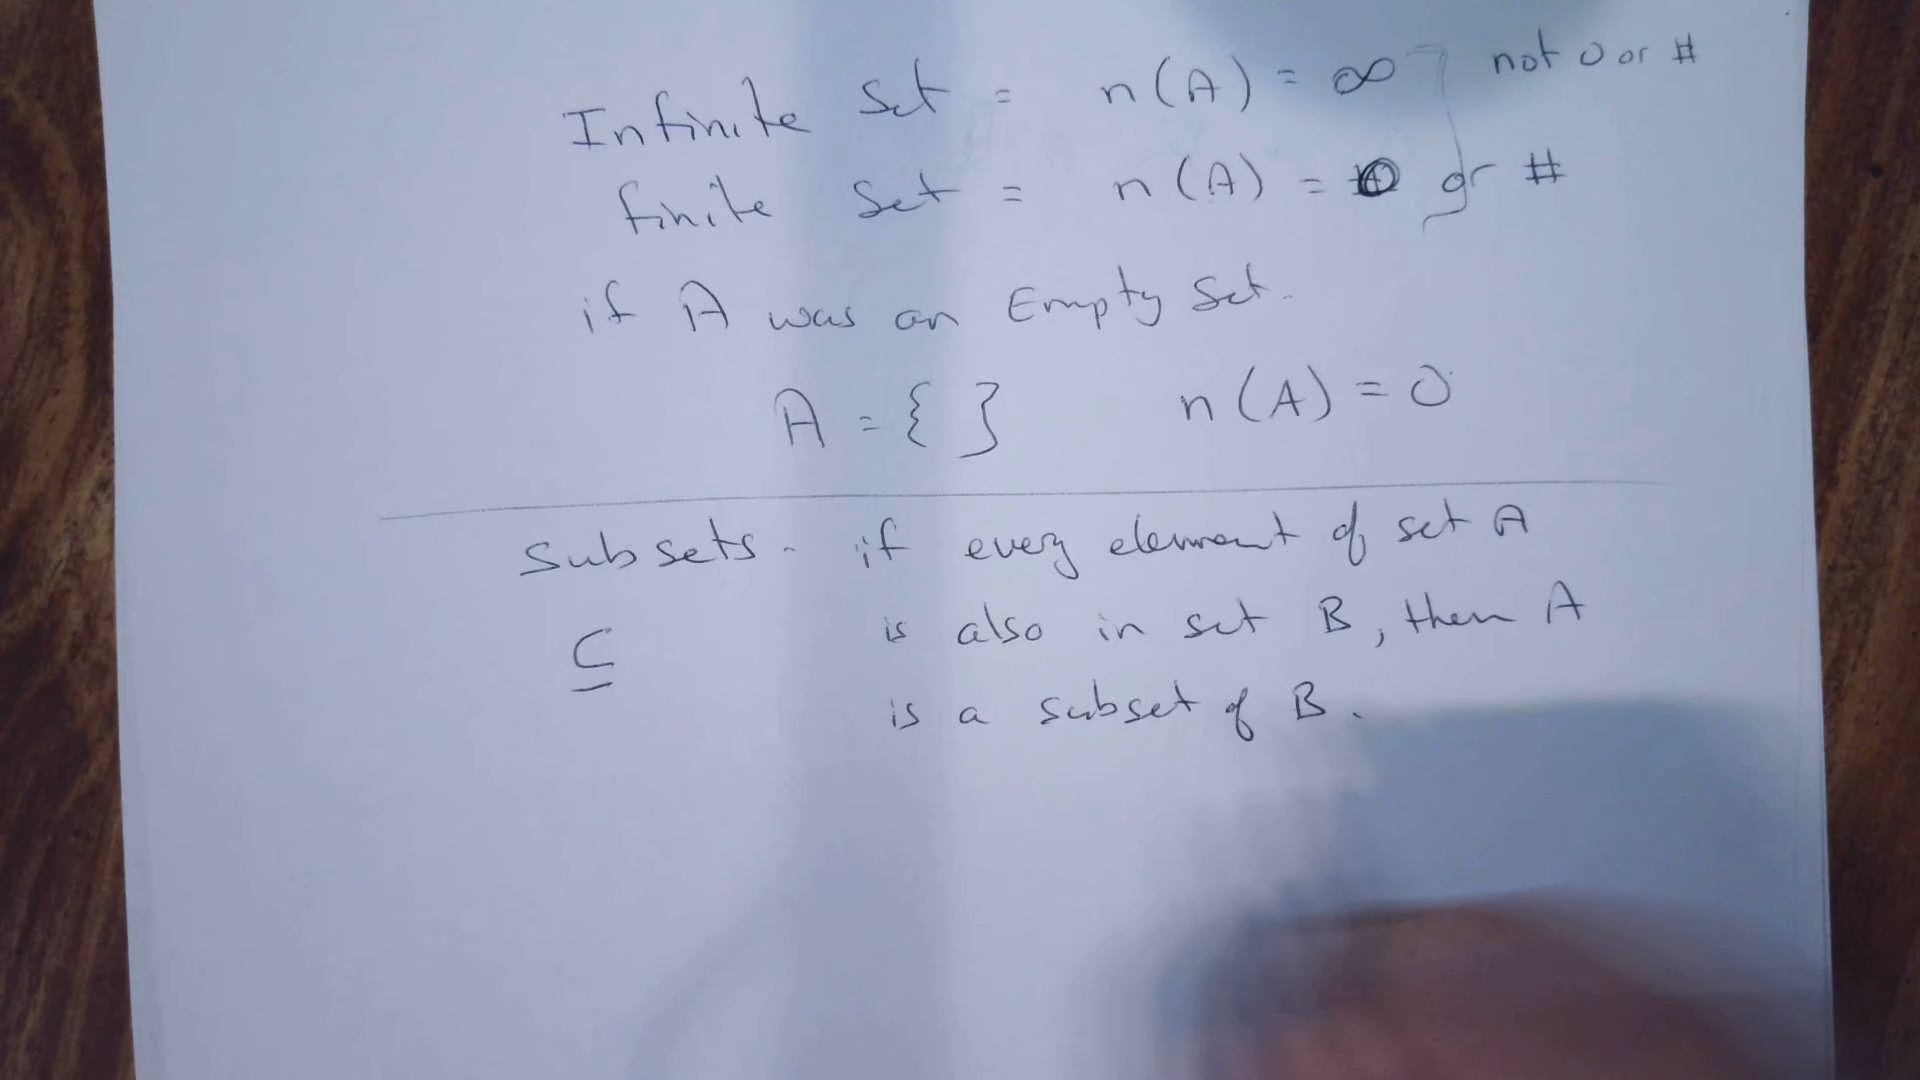 Infinite Set = n(A) = ∞ not 0 or #
finite Set = n(A) = 0 or #
if A was an Empty Set.
A = { } n(A) = 0
Subsets - if every element of set A
⊆ is also in set B, then A
is a subset of B.